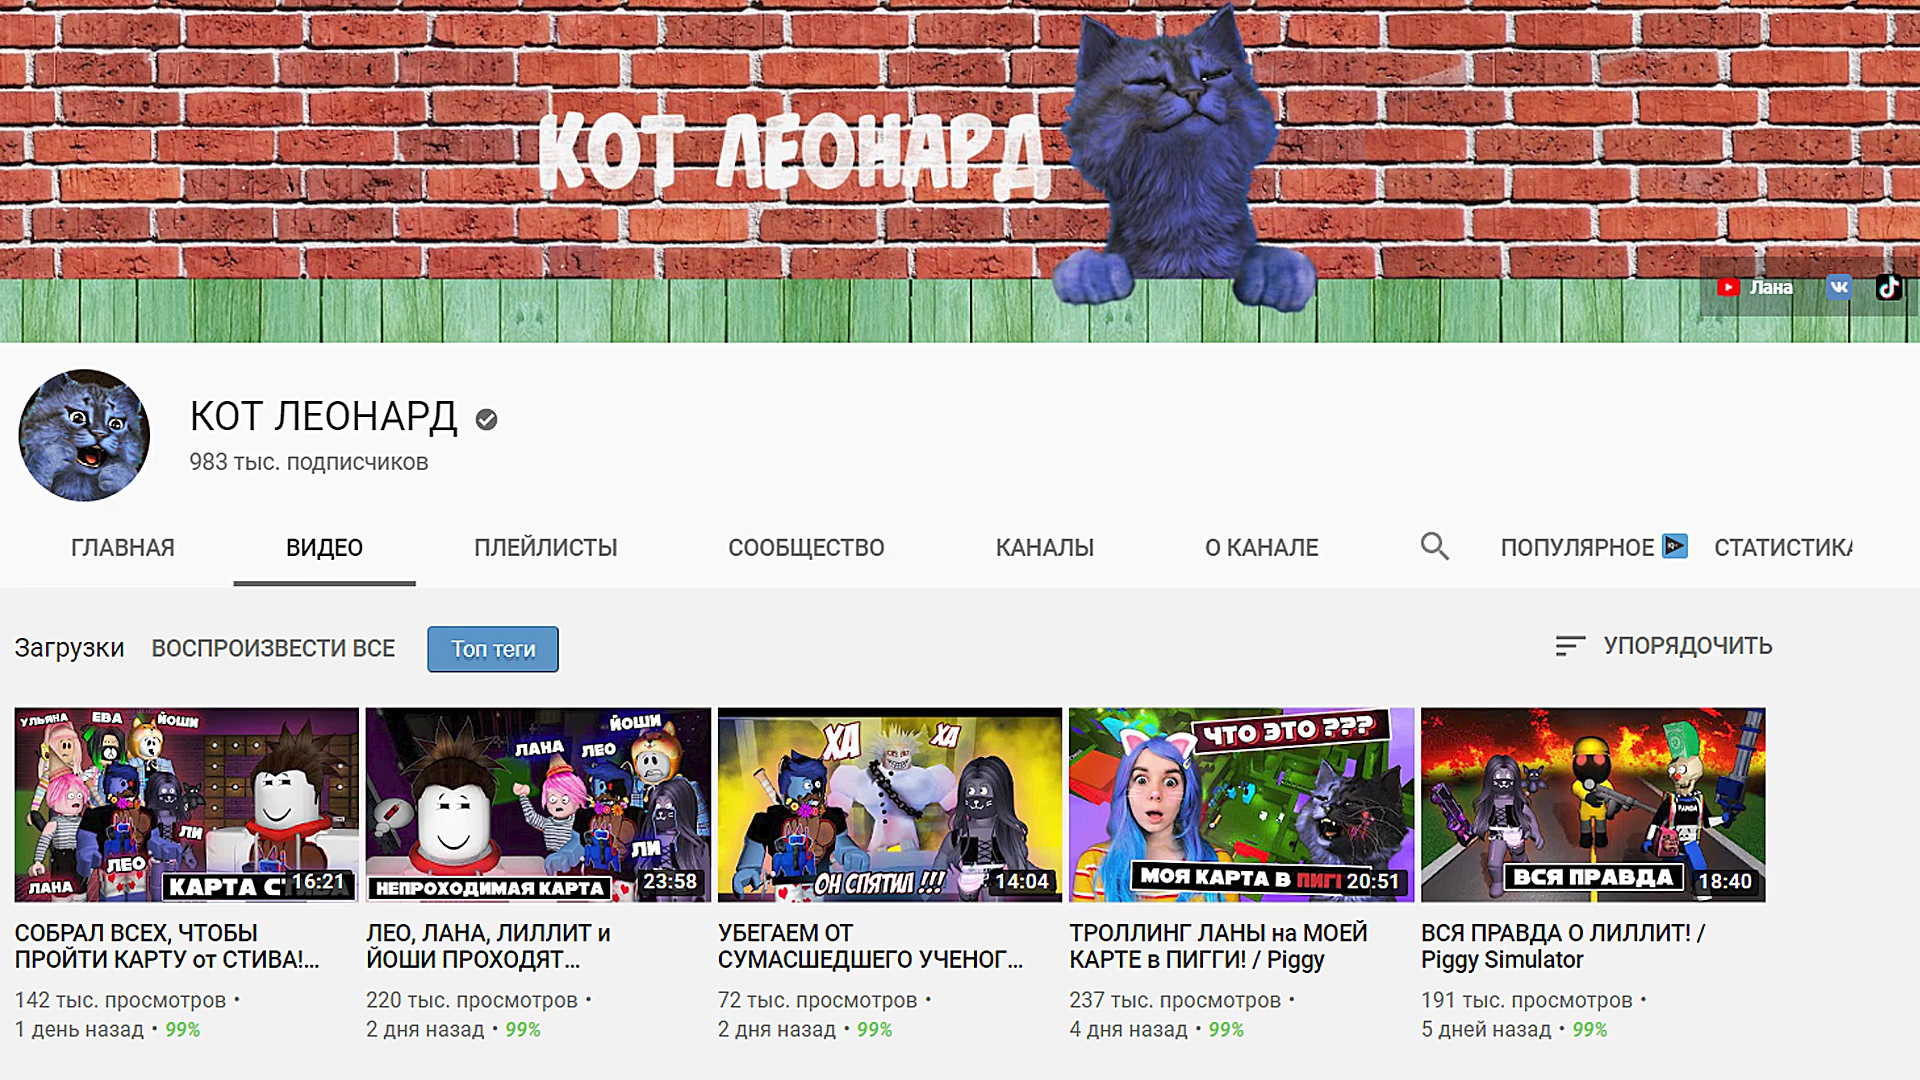 КОТ ЛЕОНАРД
Лана
КОТ ЛЕОНАРД
983 тыс. подписчиков
ГЛАВНАЯ
ВИДЕО
ПЛЕЙЛИСТЫ
СООБЩЕСТВО
КАНАЛЫ
О КАНАЛЕ
ПОПУЛЯРНОЕ
СТАТИСТИКА
Загрузки
ВОСПРОИЗВЕСТИ ВСЕ
Топ теги
УПОРЯДОЧИТЬ
УЛЬЯНА
ЕВА
ЙОШИ
ЛИ
ЛЕО
ЛАНА
КАРТА
16:21
СОБРАЛ ВСЕХ, ЧТОБЫ
ПРОЙТИ КАРТУ от СТИВА!...
142 тыс. просмотров •
1 день назад • 99%
ЙОШИ
ЛАНА
ЛЕО
ЛИ
НЕПРОХОДИМАЯ КАРТА
23:58
ЛЕО, ЛАНА, ЛИЛЛИТ и
ЙОШИ ПРОХОДЯТ...
220 тыс. просмотров •
2 дня назад • 99%
ХА
ХА
ОН СПЯТИЛ !!!
14:04
УБЕГАЕМ ОТ
СУМАСШЕДШЕГО УЧЕНОГ...
72 тыс. просмотров •
2 дня назад • 99%
ЧТО ЭТО ???
МОЯ КАРТА В
20:51
ТРОЛЛИНГ ЛАНЫ на МОЕЙ
КАРТЕ в ПИГГИ! / Piggy
237 тыс. просмотров •
4 дня назад • 99%
PANDA
ВСЯ ПРАВДА
18:40
ВСЯ ПРАВДА О ЛИЛЛИТ! /
Piggy Simulator
191 тыс. просмотров •
5 дней назад • 99%